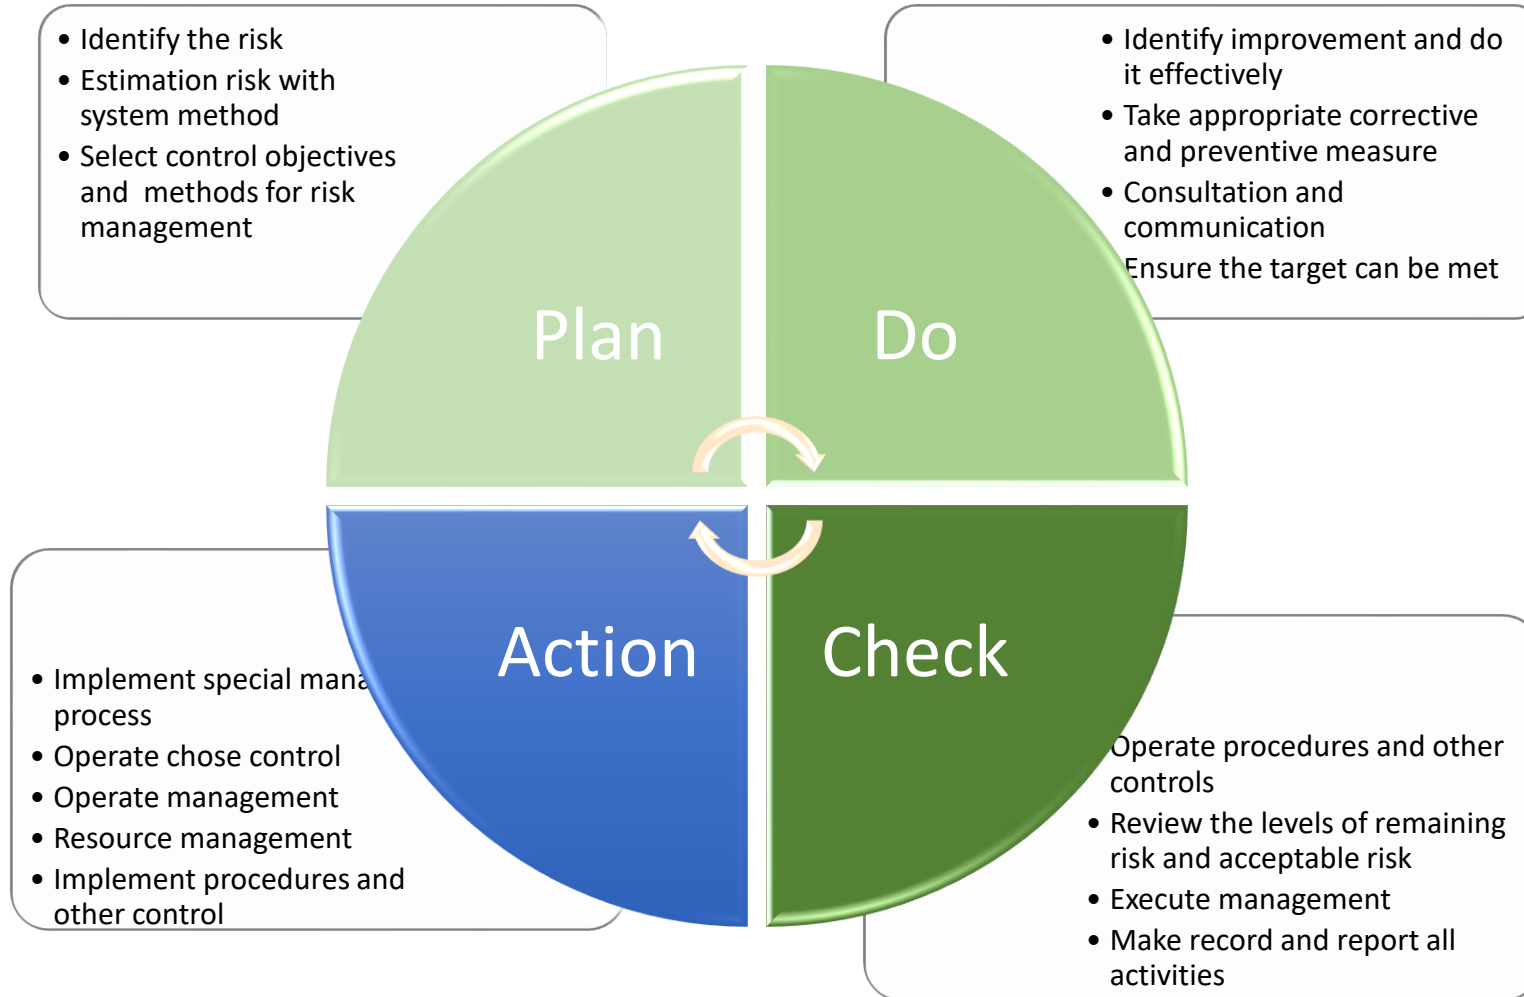 • Identify the risk
• Estimation risk with
system method
• Select control objectives
and methods for risk
management
• Identify improvement and do
it effectively
• Take appropriate corrective
and preventive measure
• Consultation and
communication
Ensure the target can be met
Plan
Do
Action
Check
• Implement special
process
• Operate chose control
• Operate management
• Resource management
• Implement procedures and
other control
Operate procedures and other
controls
• Review the levels of remaining
risk and acceptable risk
• Execute management
• Make record and report all
activities